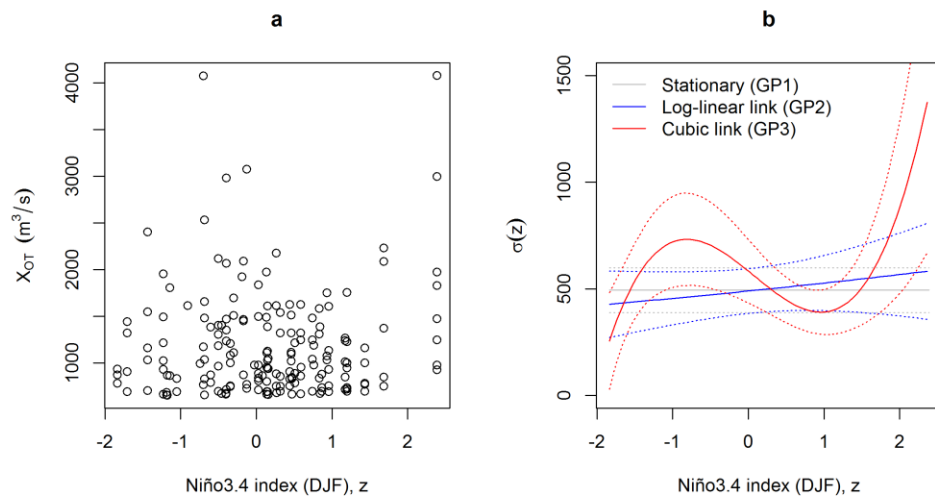 a
X_OT (m³/s)
4000
3000
2000
1000
-2
-1
0
1
2
Niño3.4 index (DJF), z
b
σ(z)
1500
1000
500
0
Stationary (GP1)
Log-linear link (GP2)
Cubic link (GP3)
-2
-1
0
1
2
Niño3.4 index (DJF), z